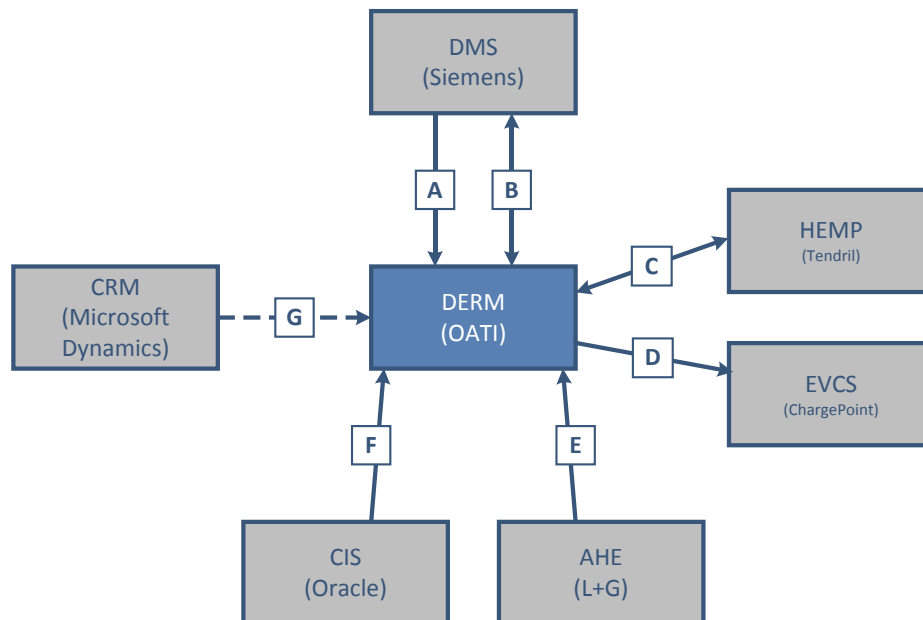 DMS
(Siemens)
A
B
HEMP
(Tendril)
C
CRM
(Microsoft
Dynamics)
G
DERM
(OATI)
D
EVCS
(ChargePoint)
F
E
CIS
(Oracle)
AHE
(L+G)